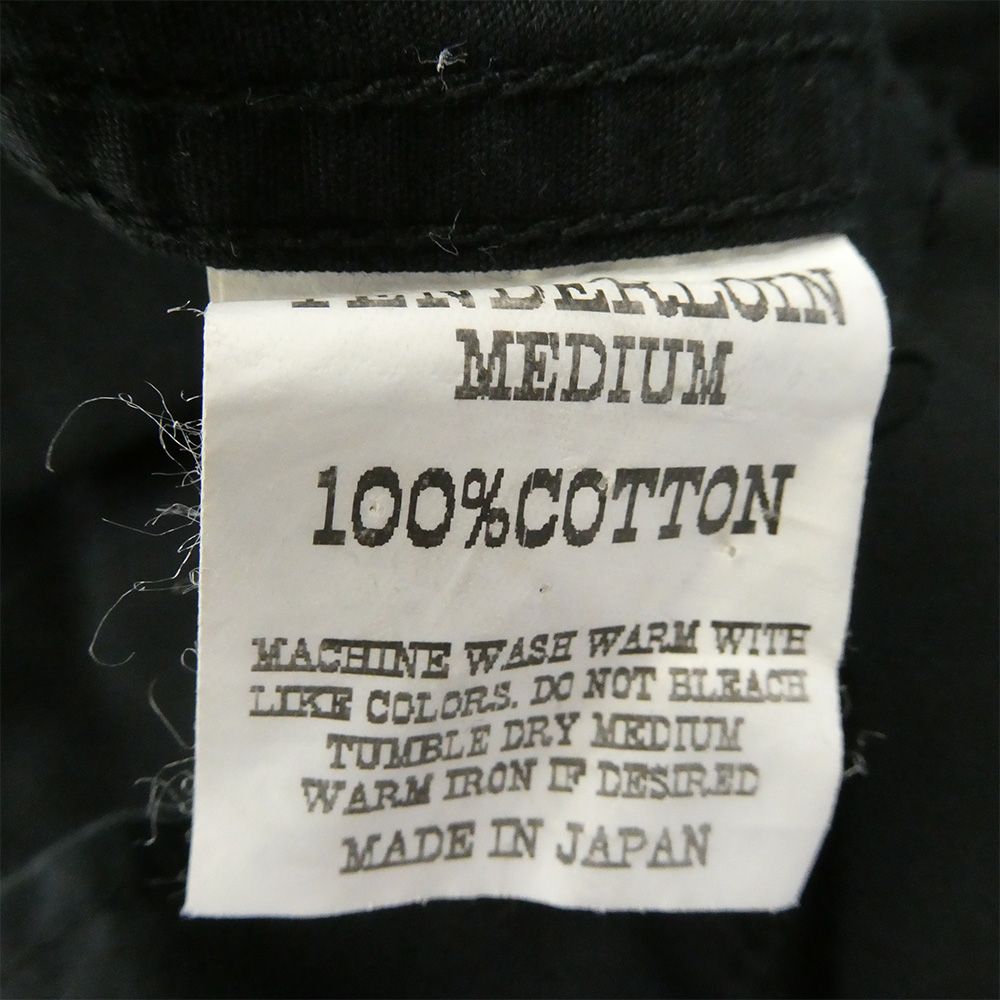 TENDERLOIN
MEDIUM
100%COTTON
MACHINE WASH WARM WITH
LIKE COLORS. DO NOT BLEACH
TUMBLE DRY MEDIUM
WARM IRON IF DESIRED
MADE IN JAPAN